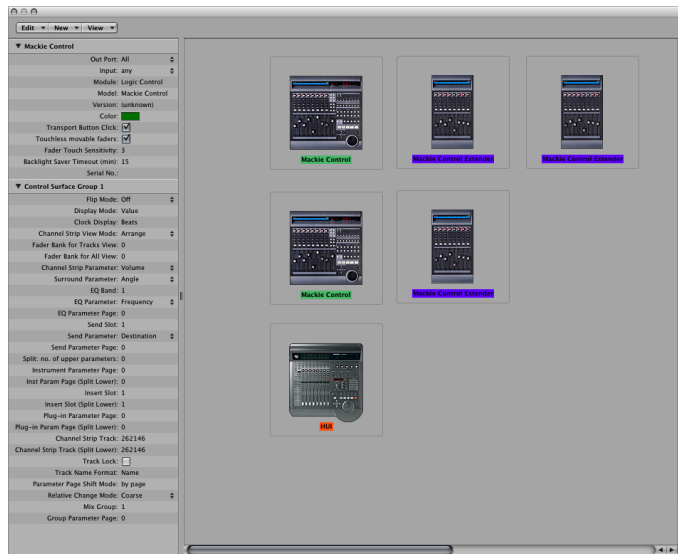 Edit New View
Mackie Control
Out Port: All
Input: any
Module: Logic Control
Model: Mackie Control
Version: (unknown)
Color:
Transport Button Click:
Touchless movable faders:
Fader Touch Sensitivity: 3
Backlight Saver Timeout (min): 15
Serial No.:
Control Surface Group 1
Flip Mode: Off
Display Mode: Value
Clock Display: Beats
Channel Strip View Mode: Arrange
Fader Bank for Tracks View: 0
Fader Bank for All View: 0
Channel Strip Parameter: Volume
Surround Parameter: Angle
EQ Band: 1
EQ Parameter: Frequency
EQ Parameter Page: 0
Send Slot: 1
Send Parameter: Destination
Send Parameter Page: 0
Split: no. of upper parameters: 0
Instrument Parameter Page: 0
Inst Param Page (Split Lower): 0
Insert Slot: 1
Insert Slot (Split Lower): 1
Plug-in Parameter Page: 0
Plug-in Param Page (Split Lower): 0
Channel Strip Track: 262146
Channel Strip Track (Split Lower): 262146
Track Lock:
Track Name Format: Name
Parameter Page Shift Mode: by page
Relative Change Mode: Coarse
Mix Group: 1
Group Parameter Page: 0
Mackie Control
Mackie Control Extender
Mackie Control Extender
Mackie Control
Mackie Control Extender
HUI